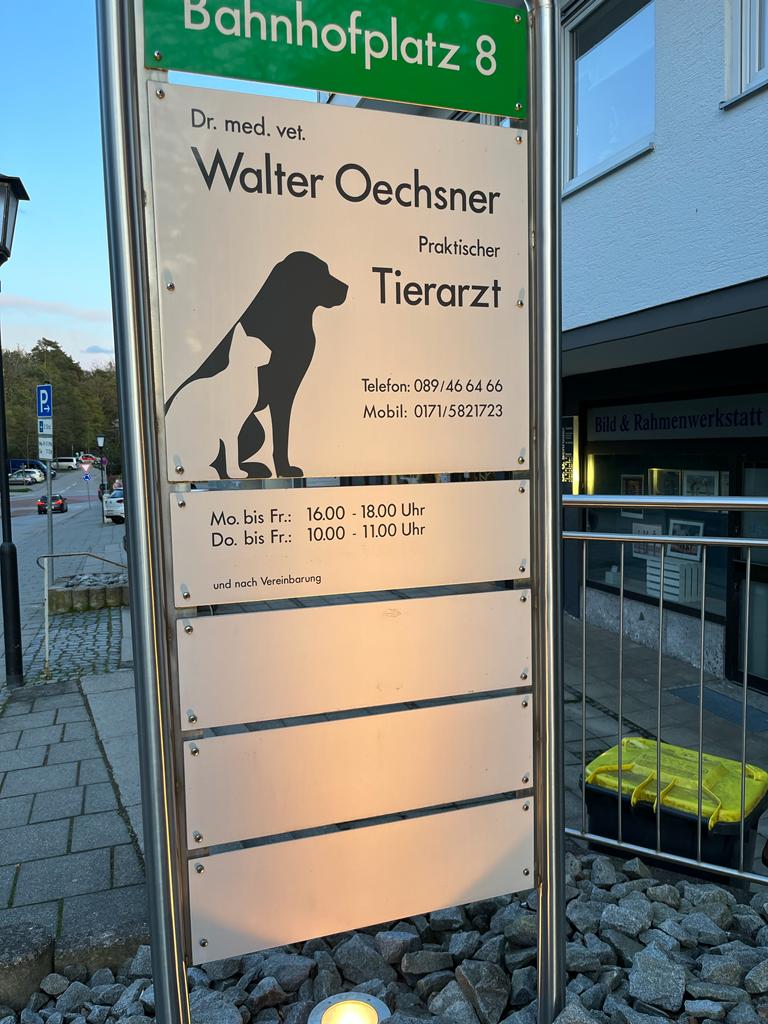 Bahnhofplatz 8
Dr. med. vet.
Walter Oechsner
Praktischer
Tierarzt
Telefon: 089/46 64 66
Mobil: 0171/5821723
Mo. bis Fr.: 16.00 - 18.00 Uhr
Do. bis Fr.: 10.00 - 11.00 Uhr
und nach Vereinbarung
Bild & Rahmenwerkstatt
P